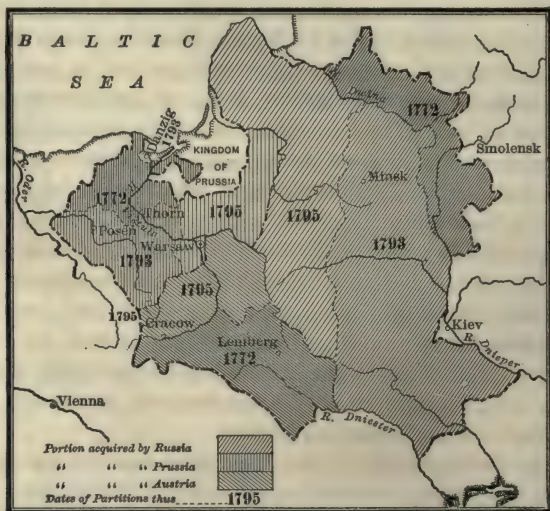 BALTIC
SEA
Danzig
1793
KINGDOM
OF
PRUSSIA
Dwina
1772
Smolensk
R. Oder
1772
Thorn
1795
Minsk
Posen
Warsaw
1795
1793
1793
1795
1795
Cracow
Kiev
R. Dnieper
Lemberg
1772
R. Dniester
Vienna
Portion acquired by Russia
" " " Prussia
" " " Austria
Dates of Partitions thus 1795